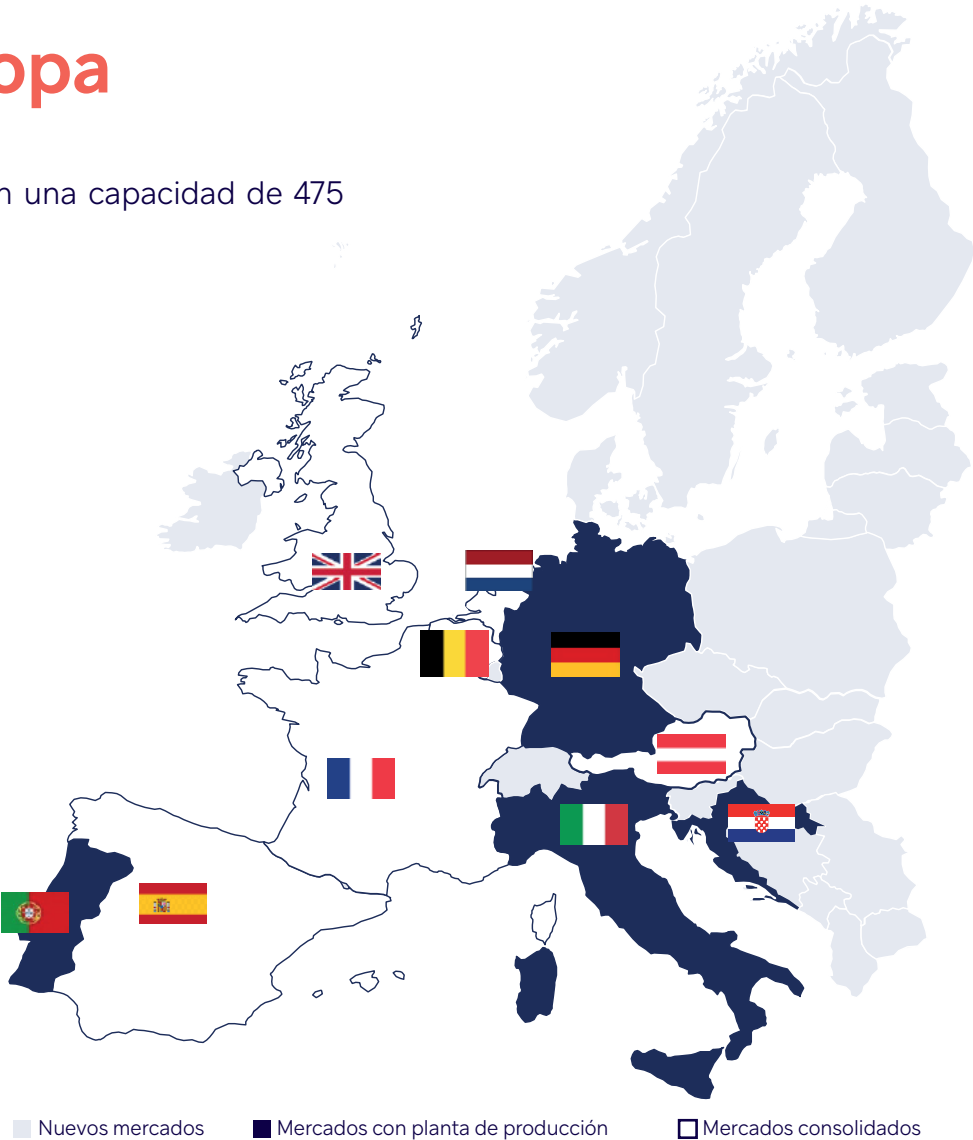 opa
n una capacidad de 475
Nuevos mercados
Mercados con planta de producción
Mercados consolidados